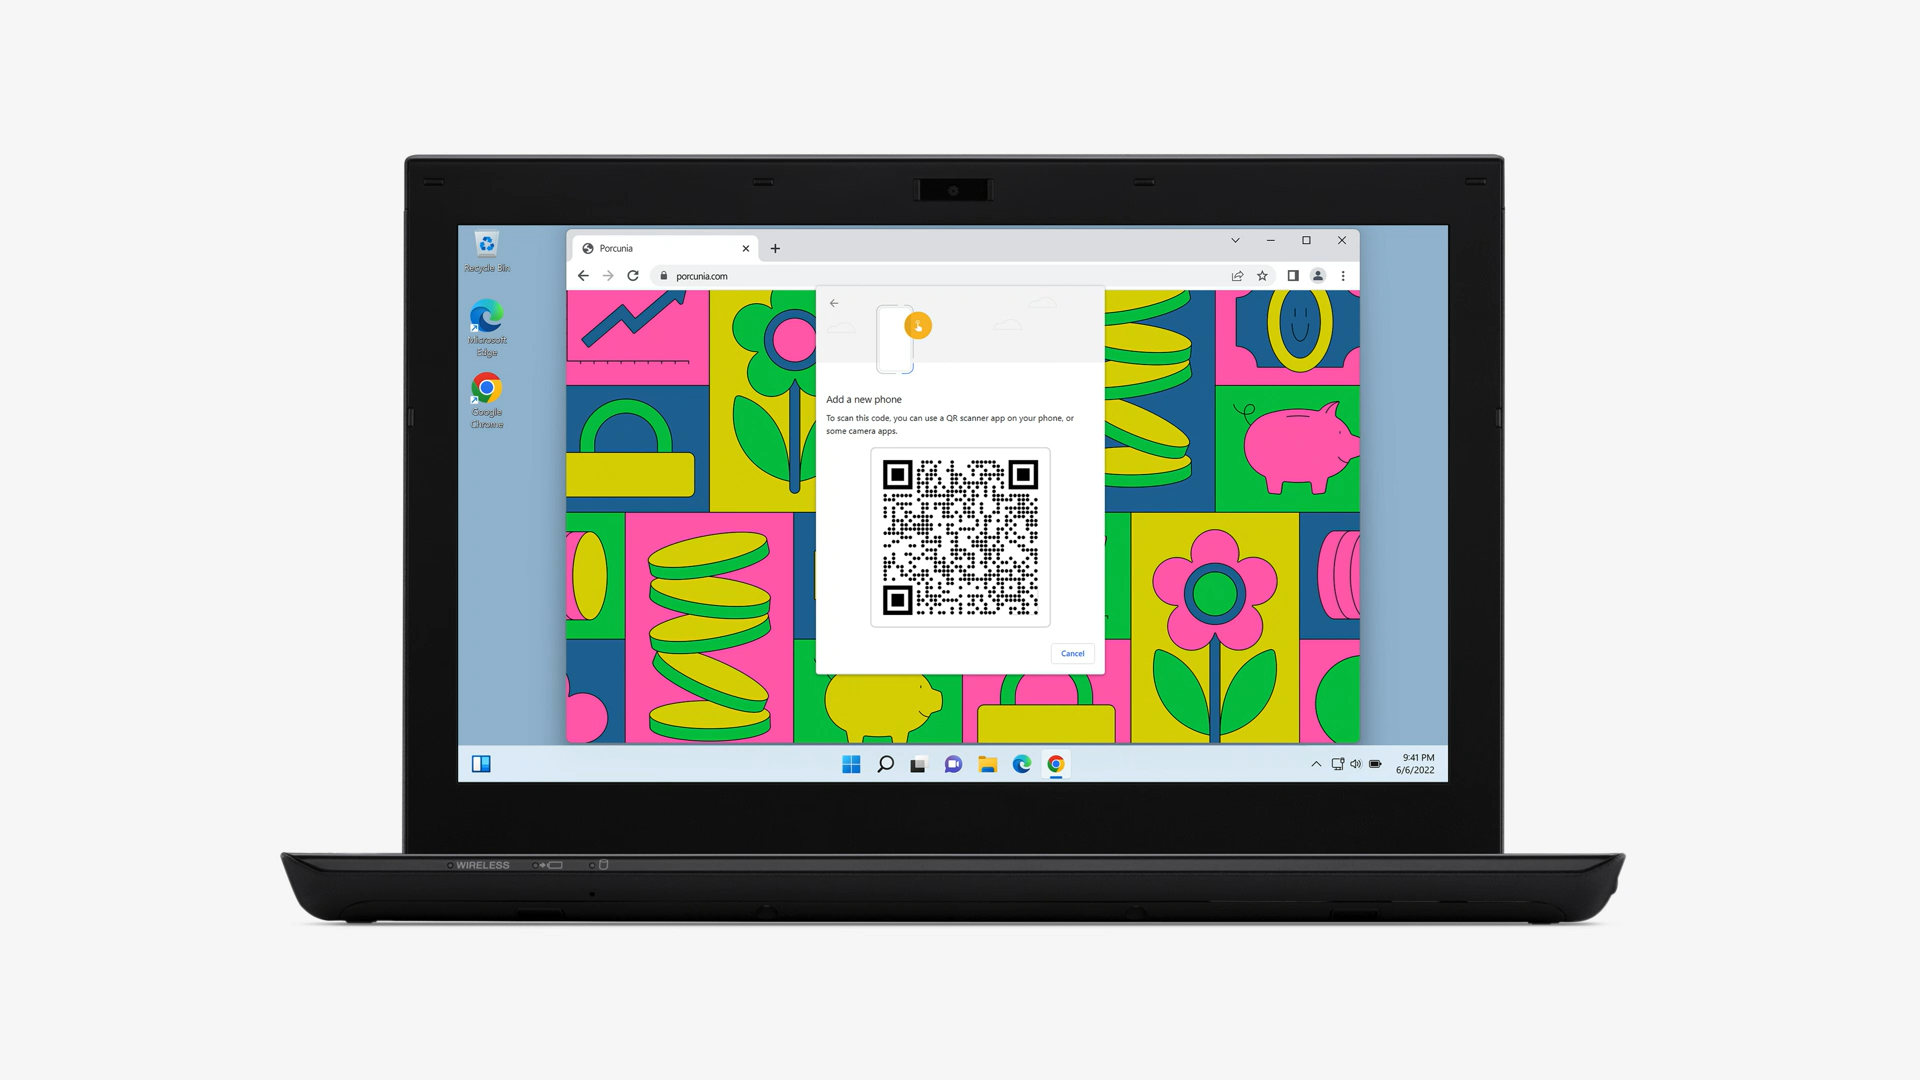 Recycle Bin
Microsoft
Edge
Google
Chrome
Porcunia
porcunia.com
Add a new phone
To scan this code, you can use a QR scanner app on your phone, or
some camera apps.
Cancel
9:41 PM
6/6/2022
WIRELESS